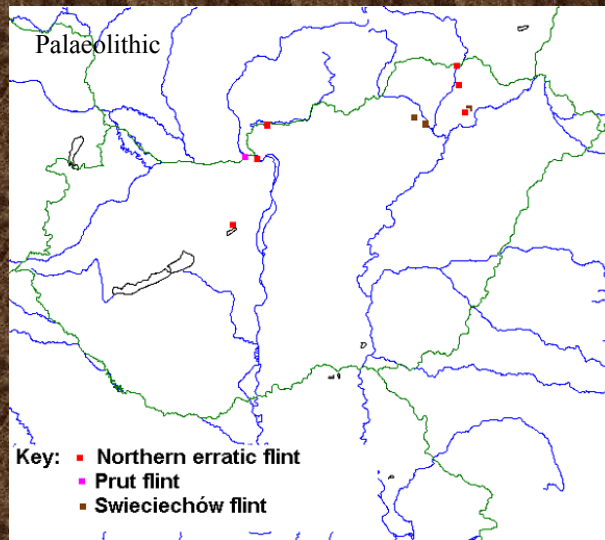 Palaeolithic
Key: Northern erratic flint
Prut flint
Swieciechów flint